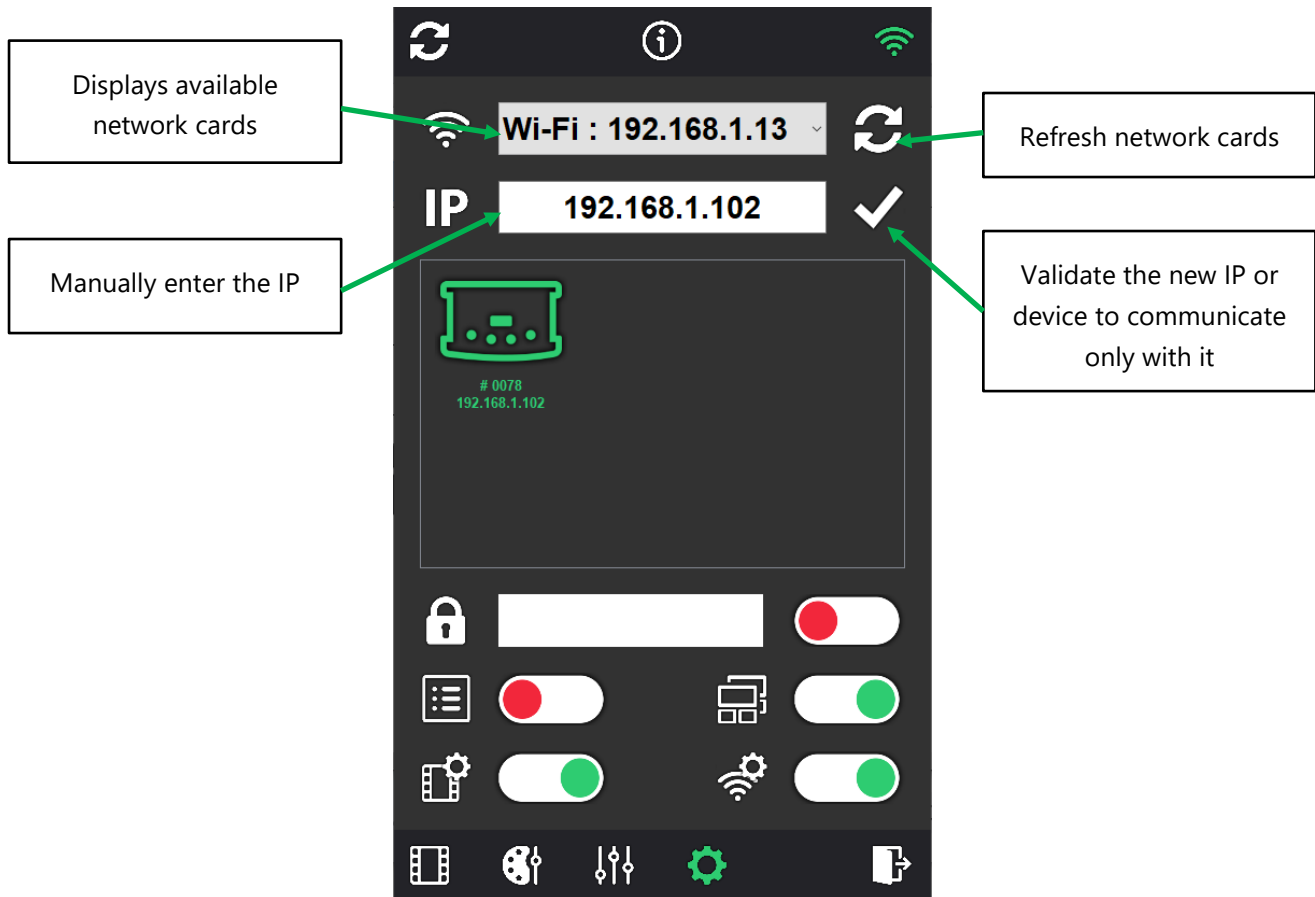 Displays available
network cards
Wi-Fi : 192.168.1.13
Refresh network cards
IP
192.168.1.102
Manually enter the IP
Validate the new IP or
device to communicate
only with it
# 0078
192.168.1.102